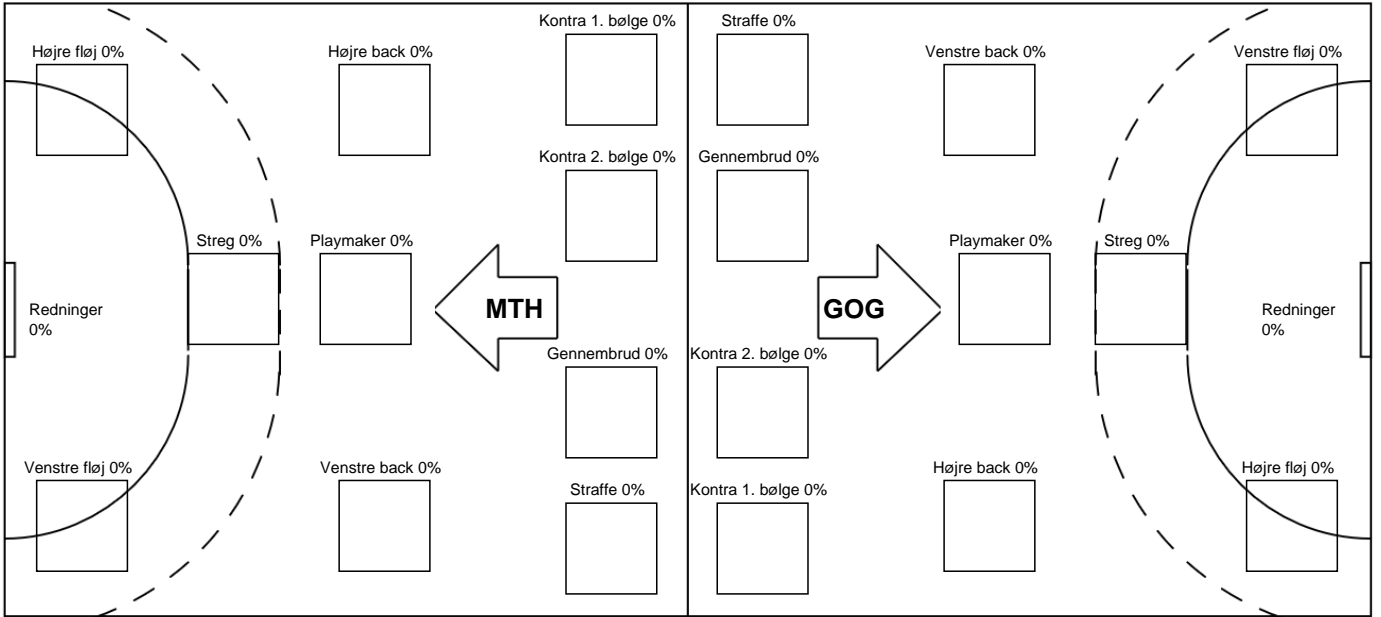 Kontra 1. bølge 0%
Straffe 0%
Højre fløj 0%
Højre back 0%
Venstre back 0%
Venstre fløj 0%
Kontra 2. bølge 0%
Gennembrud 0%
Streg 0%
Playmaker 0%
Playmaker 0%
Streg 0%
MTH
GOG
Redninger
0%
Redninger
0%
Gennembrud 0%
Kontra 2. bølge 0%
Venstre fløj 0%
Venstre back 0%
Straffe 0%
Kontra 1. bølge 0%
Højre back 0%
Højre fløj 0%